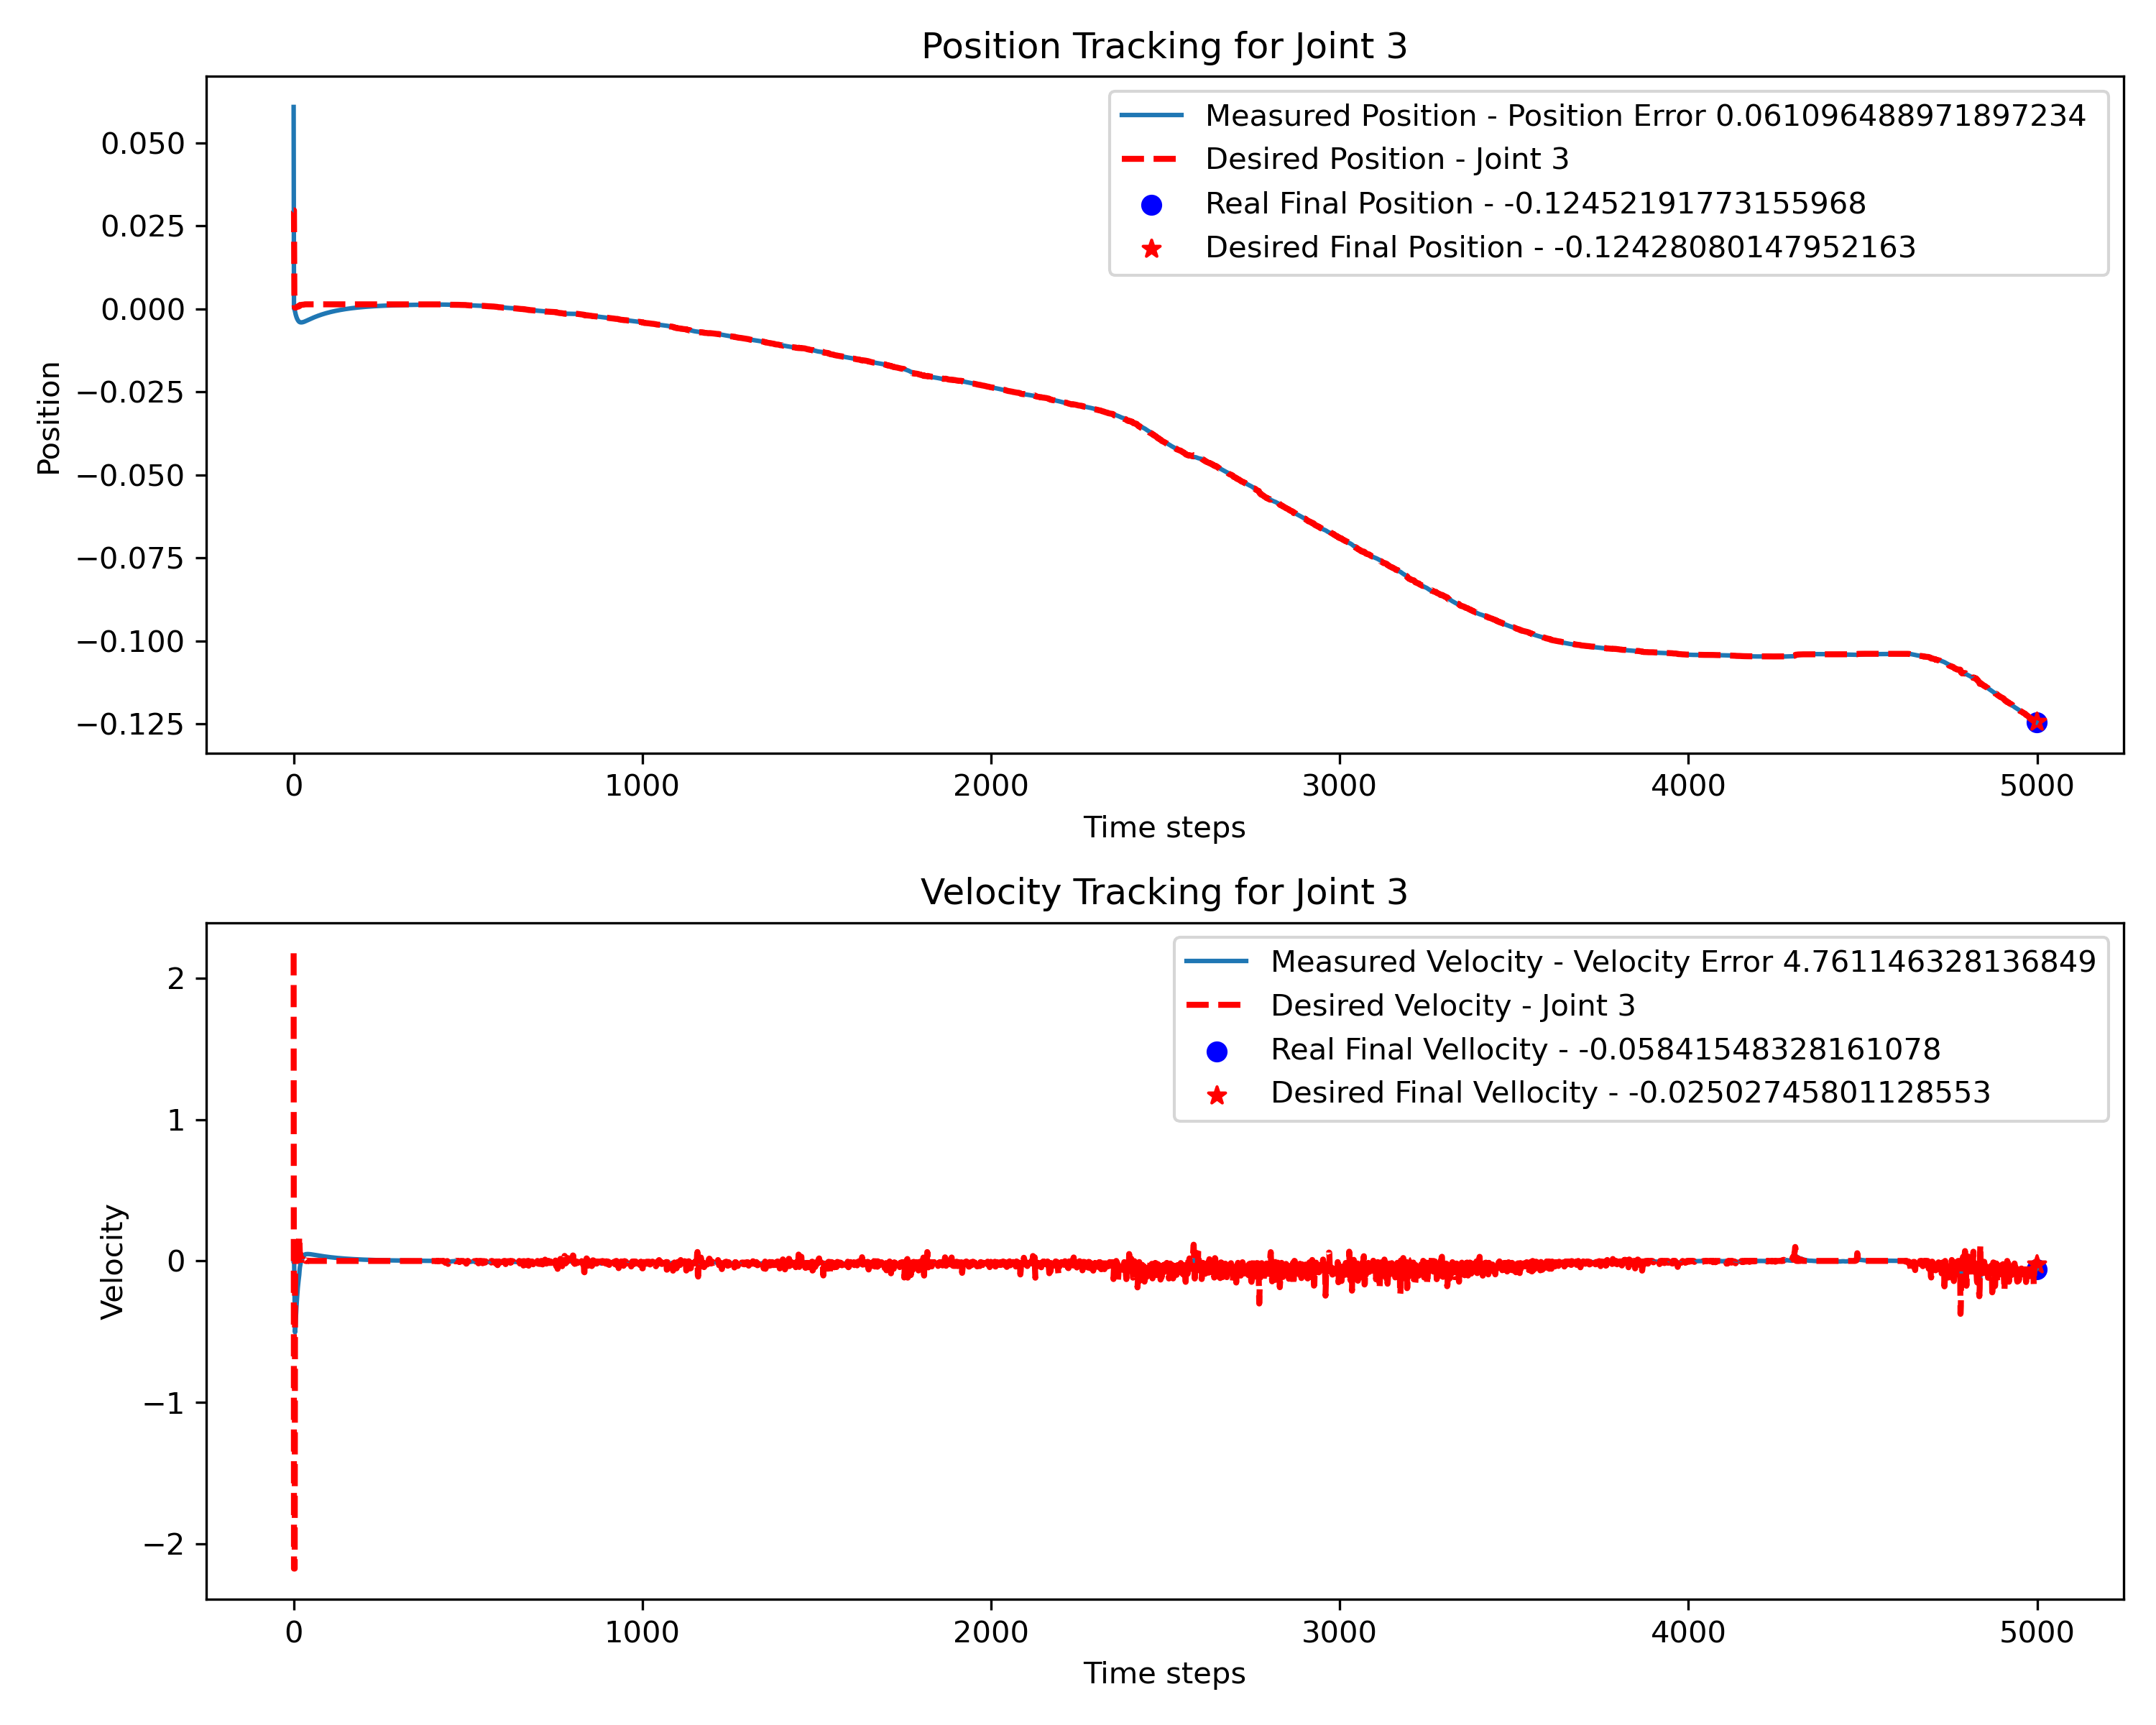 Position Tracking for Joint 3
Measured Position - Position Error 0.061096488971897234
Desired Position - Joint 3
Real Final Position - -0.12452191773155968
Desired Final Position - -0.12428080147952163
Position
0.050
0.025
0.000
−0.025
−0.050
−0.075
−0.100
−0.125
0
1000
2000
3000
4000
5000
Time steps
Velocity Tracking for Joint 3
Measured Velocity - Velocity Error 4.761146328136849
Desired Velocity - Joint 3
Real Final Vellocity - -0.05841548328161078
Desired Final Vellocity - -0.02502745801128553
Velocity
2
1
0
−1
−2
0
1000
2000
3000
4000
5000
Time steps